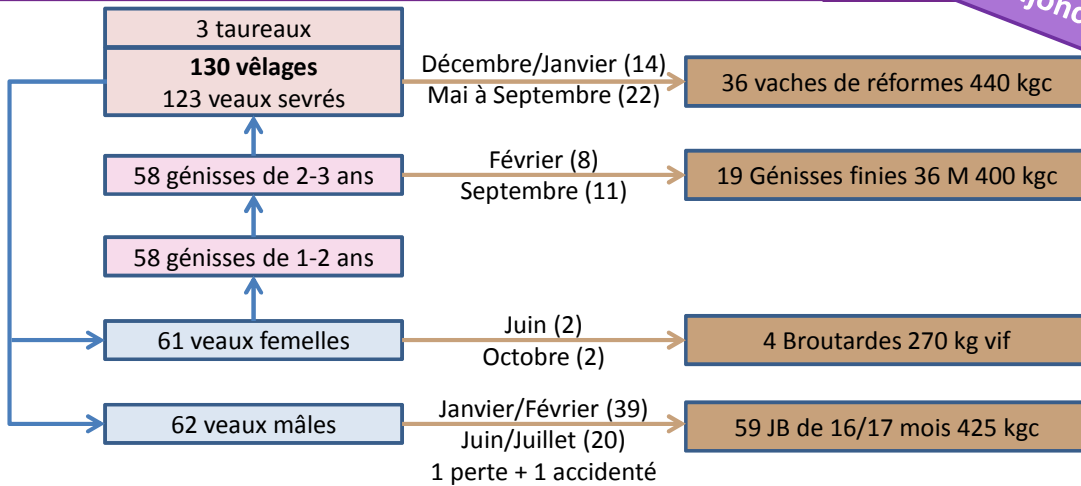 3 taureaux
130 vêlages
123 veaux sevrés
Décembre/Janvier (14)
Mai à Septembre (22)
36 vaches de réformes 440 kgc
58 génisses de 2-3 ans
Février (8)
Septembre (11)
19 Génisses finies 36 M 400 kgc
58 génisses de 1-2 ans
61 veaux femelles
Juin (2)
Octobre (2)
4 Broutardes 270 kg vif
62 veaux mâles
Janvier/Février (39)
Juin/Juillet (20)
1 perte + 1 accidenté
59 JB de 16/17 mois 425 kgc